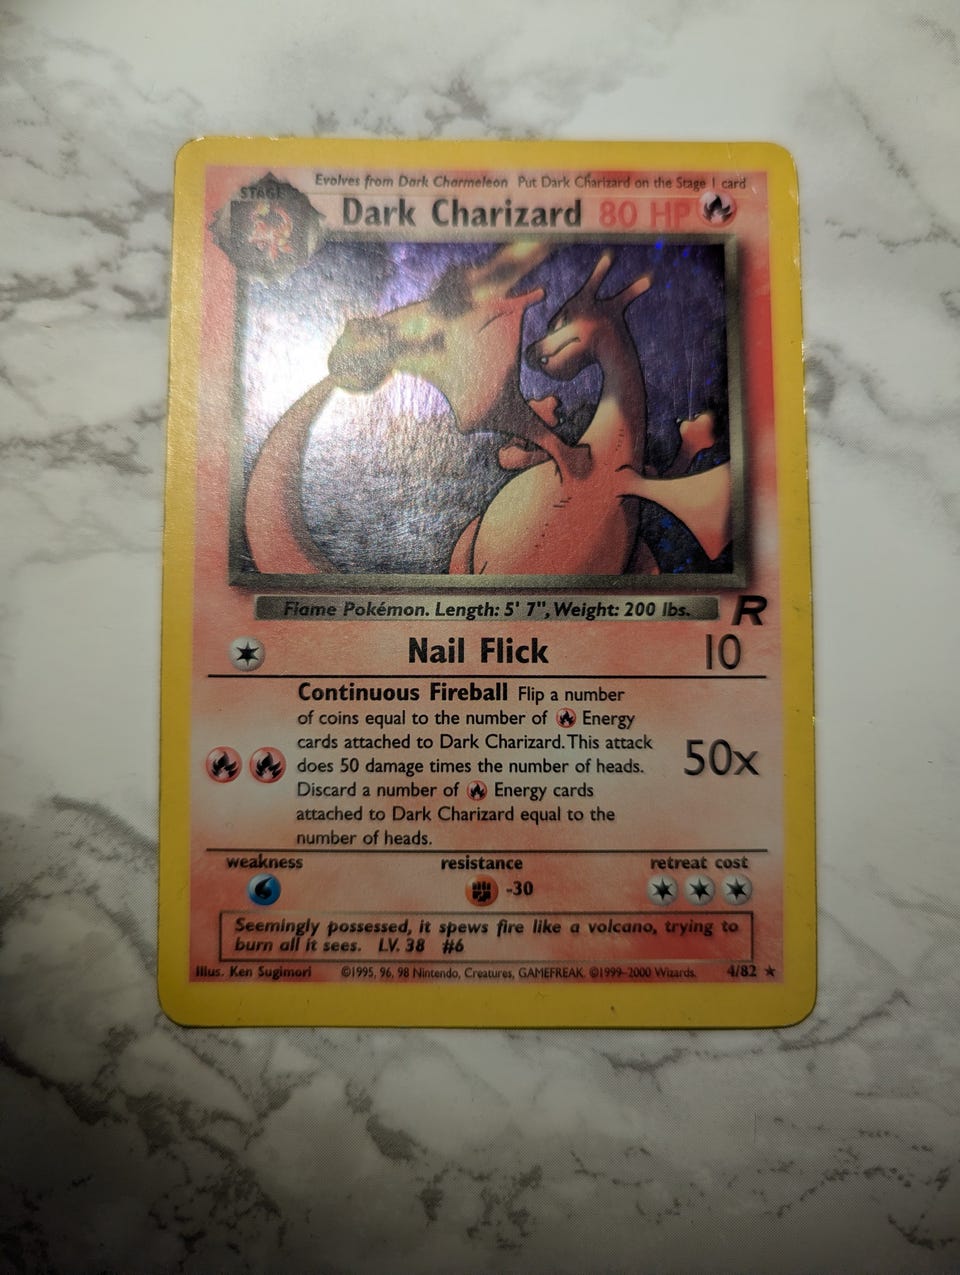 STAGE
Evolves from Dark Charmeleon Put Dark Charizard on the Stage 1 card
Dark Charizard 80 HP
Flame Pokémon. Length: 5' 7", Weight: 200 lbs.
R
Nail Flick 10
Continuous Fireball Flip a number
of coins equal to the number of Energy
cards attached to Dark Charizard. This attack
does 50 damage times the number of heads.
Discard a number of Energy cards
attached to Dark Charizard equal to the
number of heads.
50x
weakness resistance retreat cost
-30
Seemingly possessed, it spews fire like a volcano, trying to
burn all it sees. LV. 38 #6
Illus. Ken Sugimori ©1995, 96, 98 Nintendo, Creatures, GAMEFREAK. ©1999-2000 Wizards. 4/82 ★